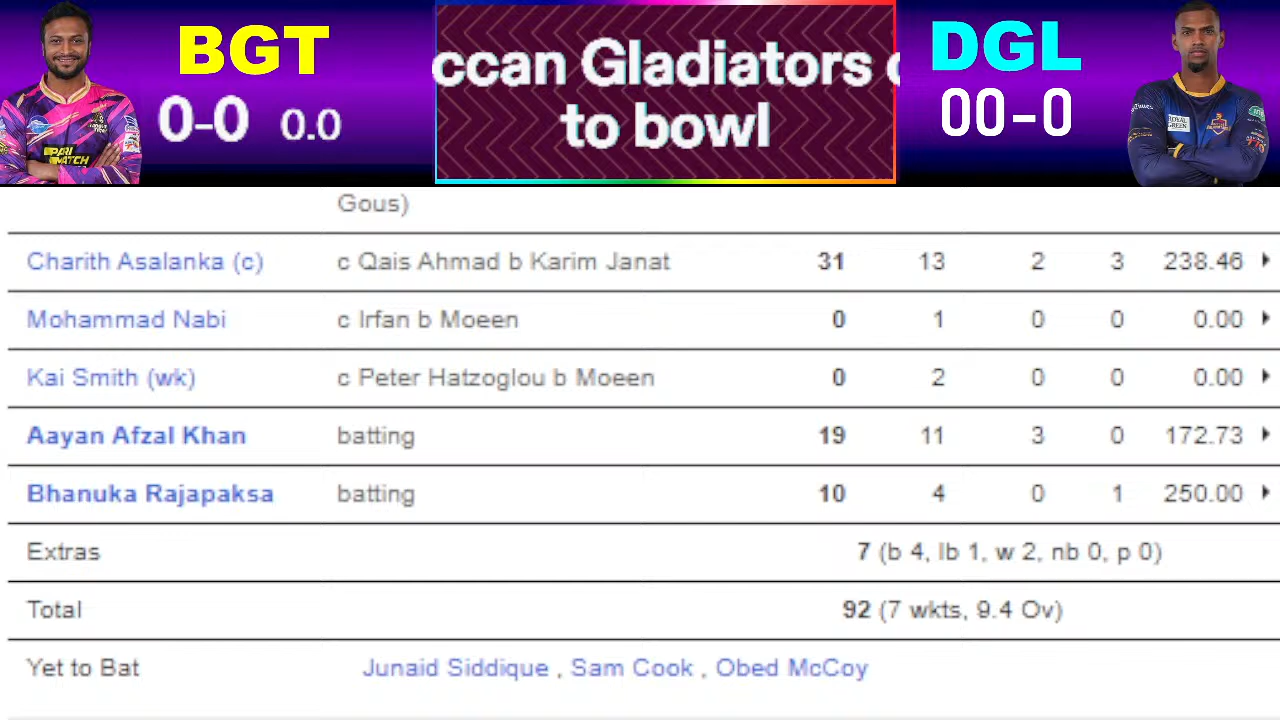 BGT
0-0 0.0
ccan Gladiators
to bowl
DGL
00-0
PARI
MATCH
ROYAL
GREEN
Gous)
Charith Asalanka (c) c Qais Ahmad b Karim Janat 31 13 2 3 238.46
Mohammad Nabi c Irfan b Moeen 0 1 0 0 0.00
Kai Smith (wk) c Peter Hatzoglou b Moeen 0 2 0 0 0.00
Aayan Afzal Khan batting 19 11 3 0 172.73
Bhanuka Rajapaksa batting 10 4 0 1 250.00
Extras 7 (b 4, lb 1, w 2, nb 0, p 0)
Total 92 (7 wkts, 9.4 Ov)
Yet to Bat Junaid Siddique , Sam Cook , Obed McCoy